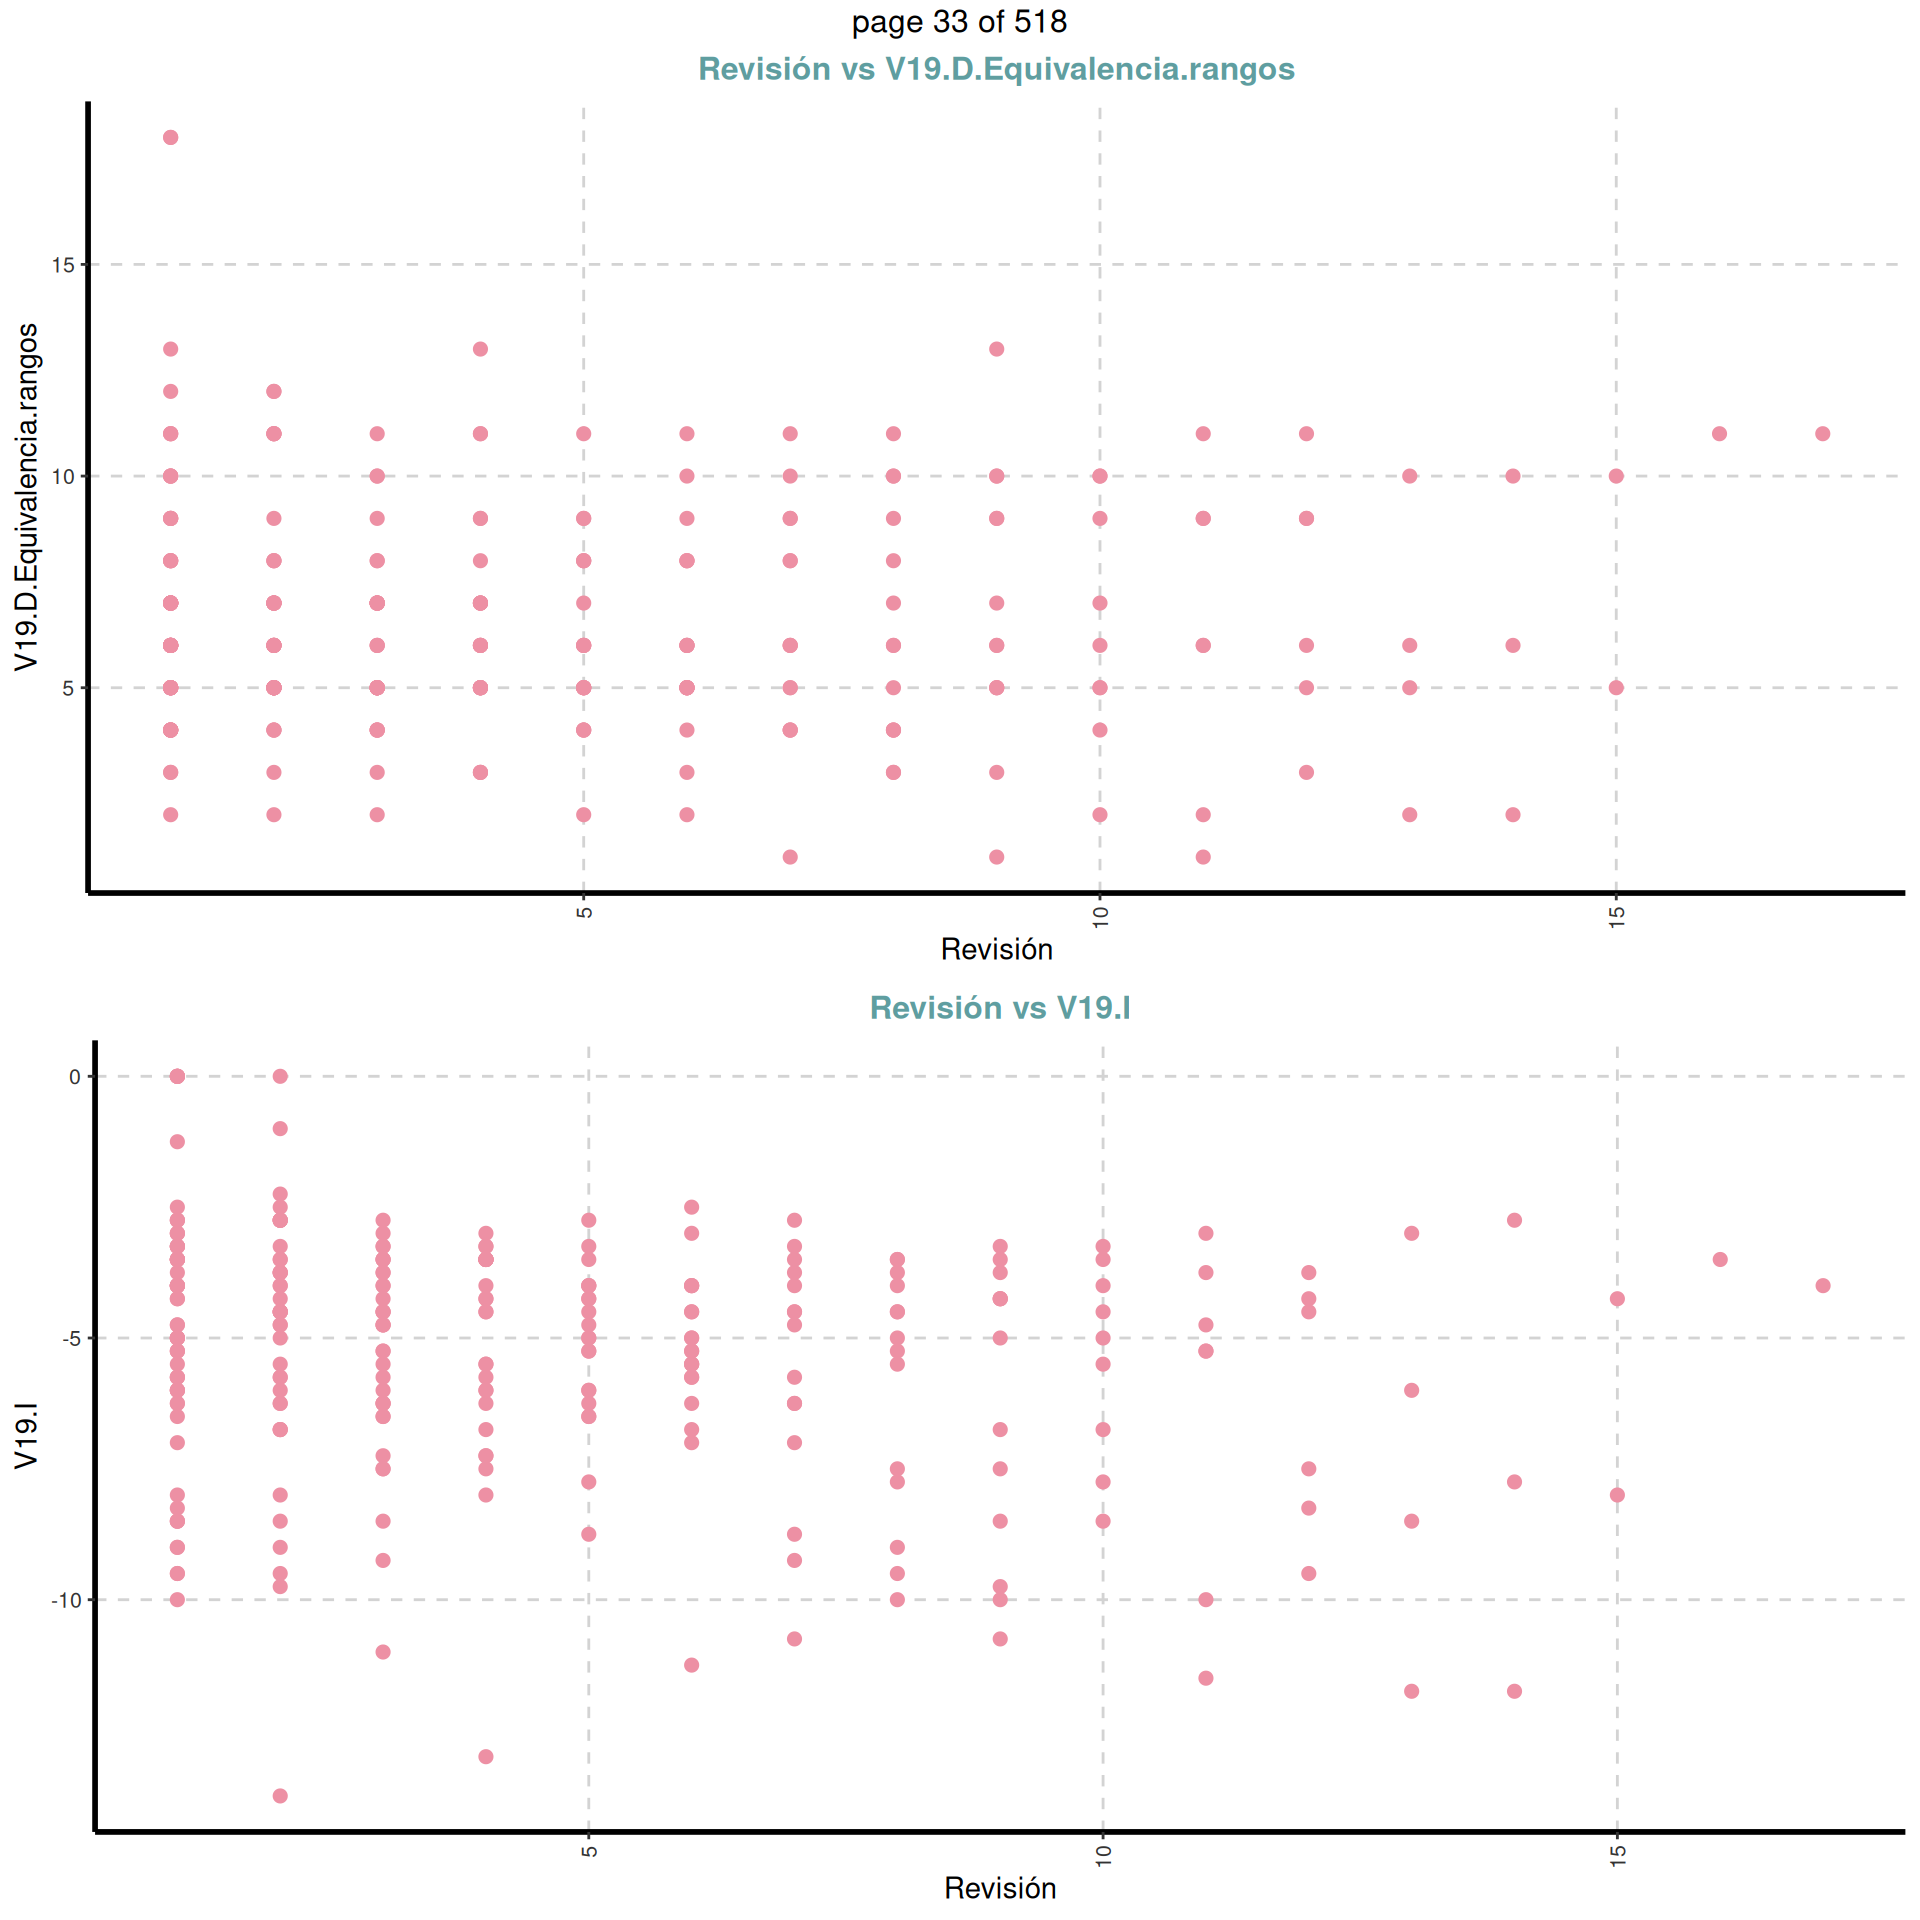 page 33 of 518
Revisión vs V19.D.Equivalencia.rangos
V19.D.Equivalencia.rangos
15
10
5
5
10
15
Revisión
Revisión vs V19.I
V19.I
0
-5
-10
5
10
15
Revisión